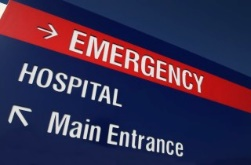 → EMERGENCY
HOSPITAL
↖ Main Entrance